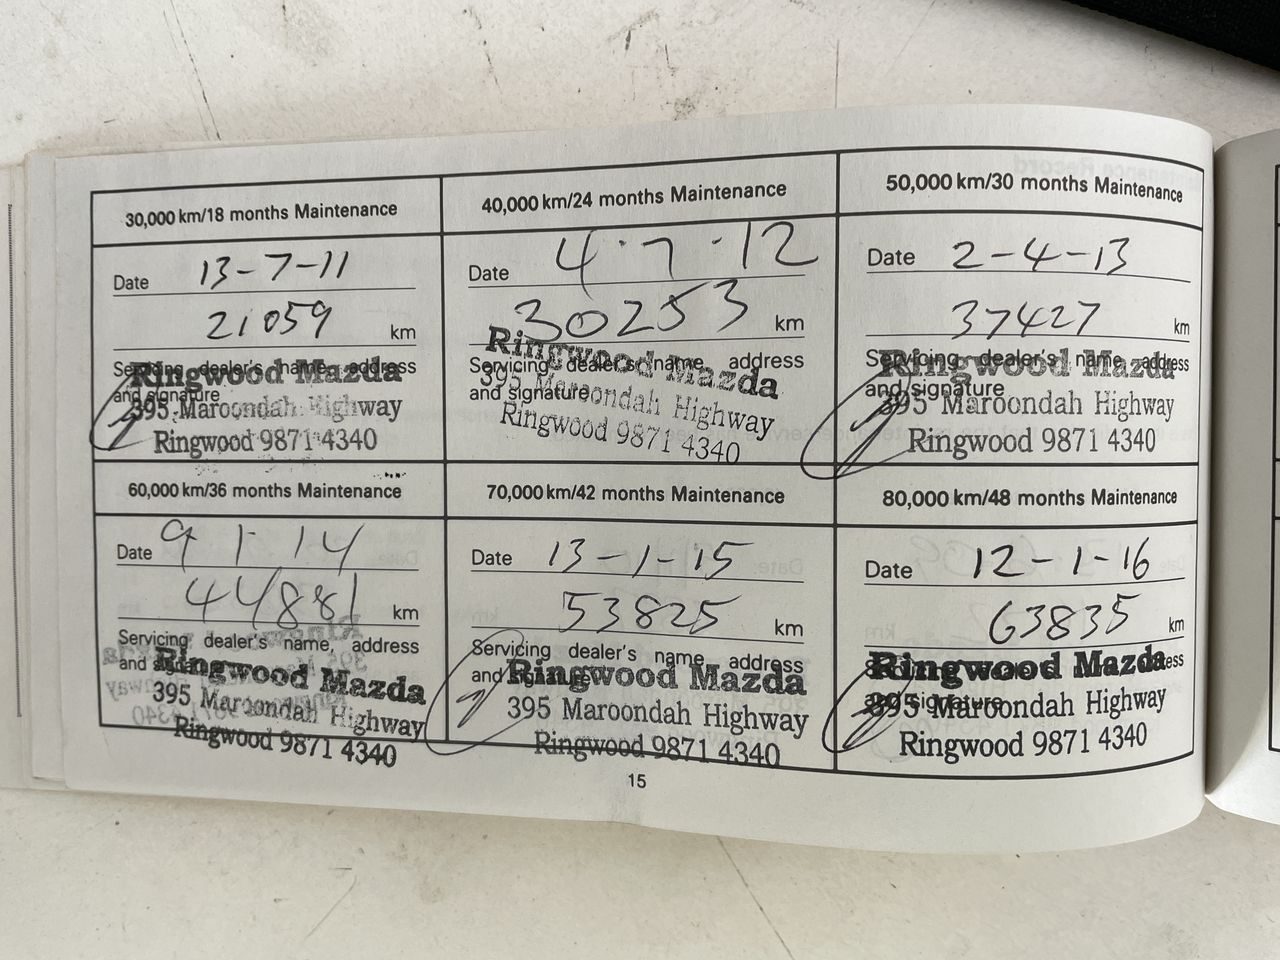 30,000 km/18 months Maintenance
Date 13-7-11
21059 km
Servicing dealer's name, address
and signature
Ringwood Mazda
395 Maroondah Highway
Ringwood 9871 4340
40,000 km/24 months Maintenance
Date 4.7.12
30253 km
Servicing dealer's name, address
and signature
Ringwood Mazda
395 Maroondah Highway
Ringwood 9871 4340
50,000 km/30 months Maintenance
Date 2-4-13
37427 km
Servicing dealer's name, address
and signature
Ringwood Mazda
395 Maroondah Highway
Ringwood 9871 4340
60,000 km/36 months Maintenance
Date 9 1 14
44881 km
Servicing dealer's name, address
and signature
Ringwood Mazda
395 Maroondah Highway
Ringwood 9871 4340
70,000 km/42 months Maintenance
Date 13-1-15
53825 km
Servicing dealer's name, address
and signature
Ringwood Mazda
395 Maroondah Highway
Ringwood 9871 4340
80,000 km/48 months Maintenance
Date 12-1-16
63835 km
address
signature
Ringwood Mazda
395 Maroondah Highway
Ringwood 9871 4340
15